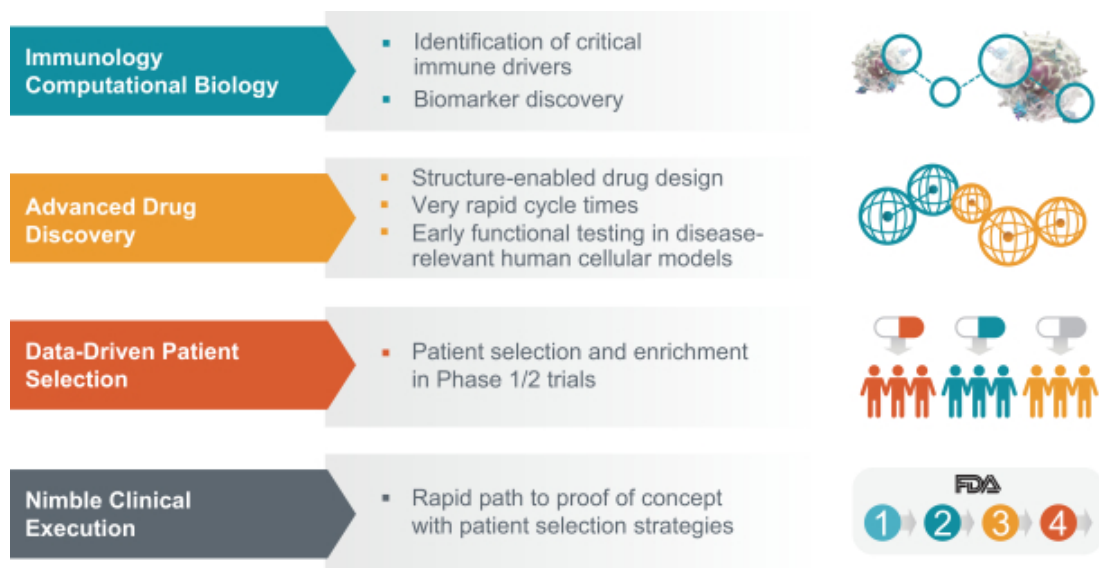 Immunology
Computational Biology
▪ Identification of critical
immune drivers
▪ Biomarker discovery
Advanced Drug
Discovery
▪ Structure-enabled drug design
▪ Very rapid cycle times
▪ Early functional testing in disease-
relevant human cellular models
Data-Driven Patient
Selection
▪ Patient selection and enrichment
in Phase 1/2 trials
Nimble Clinical
Execution
▪ Rapid path to proof of concept
with patient selection strategies
FDA
1 2 3 4